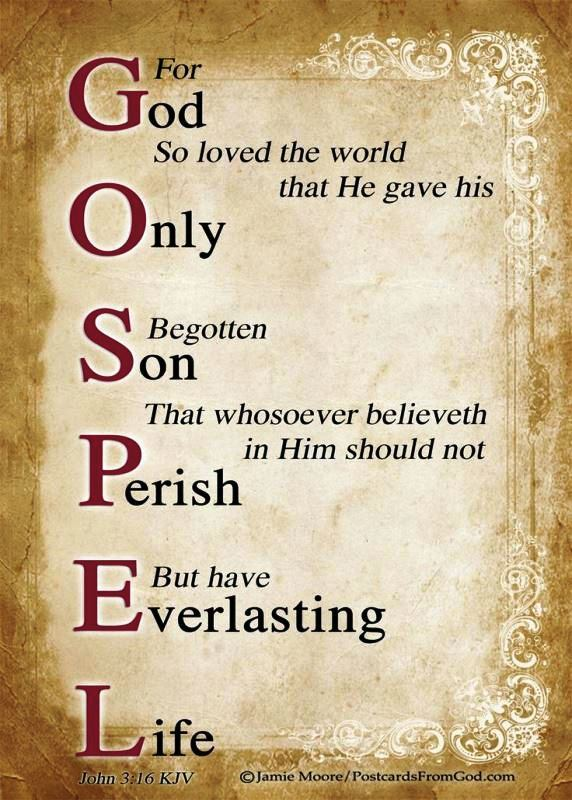 For
God
So loved the world
that He gave his
Only
Begotten
Son
That whosoever believeth
in Him should not
Perish
But have
Everlasting
Life
John 3:16 KJV
©Jamie Moore/PostcardsFromGod.com